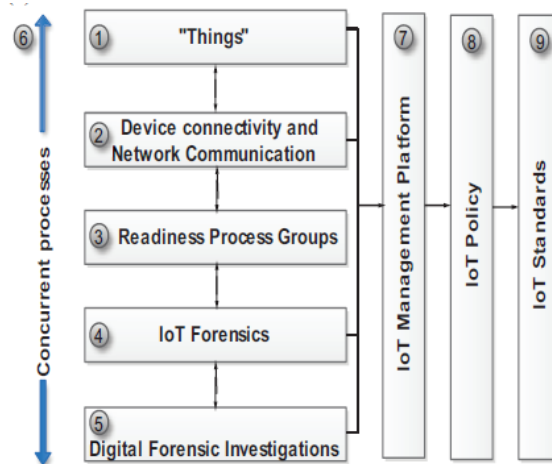 6
Concurrent processes
1
"Things"
2
Device connectivity and
Network Communication
3
Readiness Process Groups
4
IoT Forensics
5
Digital Forensic Investigations
7
IoT Management Platform
8
IoT Policy
9
IoT Standards